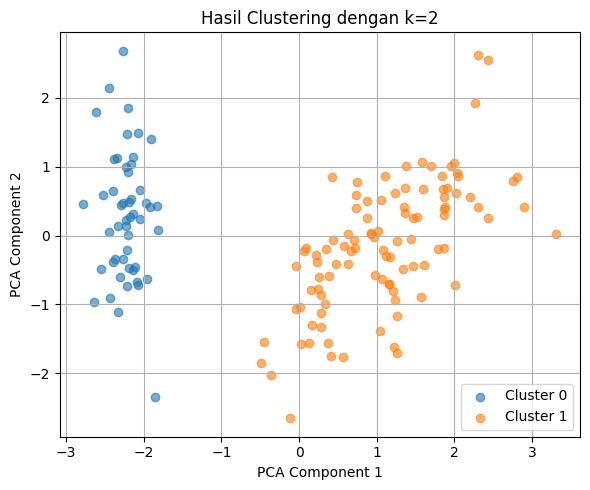 Hasil Clustering dengan k=2
PCA Component 2
2
1
0
−1
−2
−3
−2
−1
0
1
2
3
PCA Component 1
Cluster 0
Cluster 1